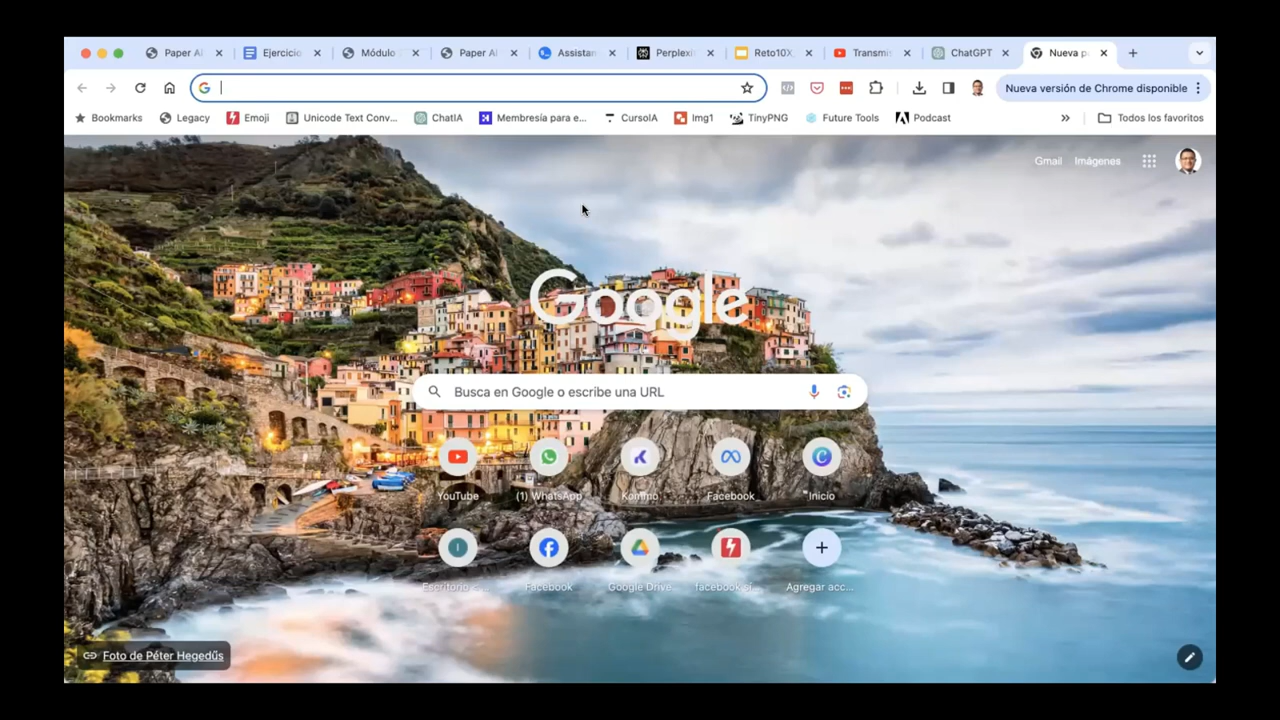 Paper AI
Ejercicio
Módulo
Paper AI
Assistan
Perplexi
Reto10X
Transmi
ChatGPT
Nueva p
Nueva versión de Chrome disponible
Bookmarks
Legacy
Emoji
Unicode Text Conv...
ChatIA
Membresía para e...
CursoIA
Img1
TinyPNG
Future Tools
Podcast
Todos los favoritos
Gmail
Imágenes
Google
Busca en Google o escribe una URL
YouTube
(1) WhatsApp
Kommo
Facebook
Inicio
Escritorio
Facebook
Google Drive
facebook sí
Agregar acc...
Foto de Péter Hegedűs